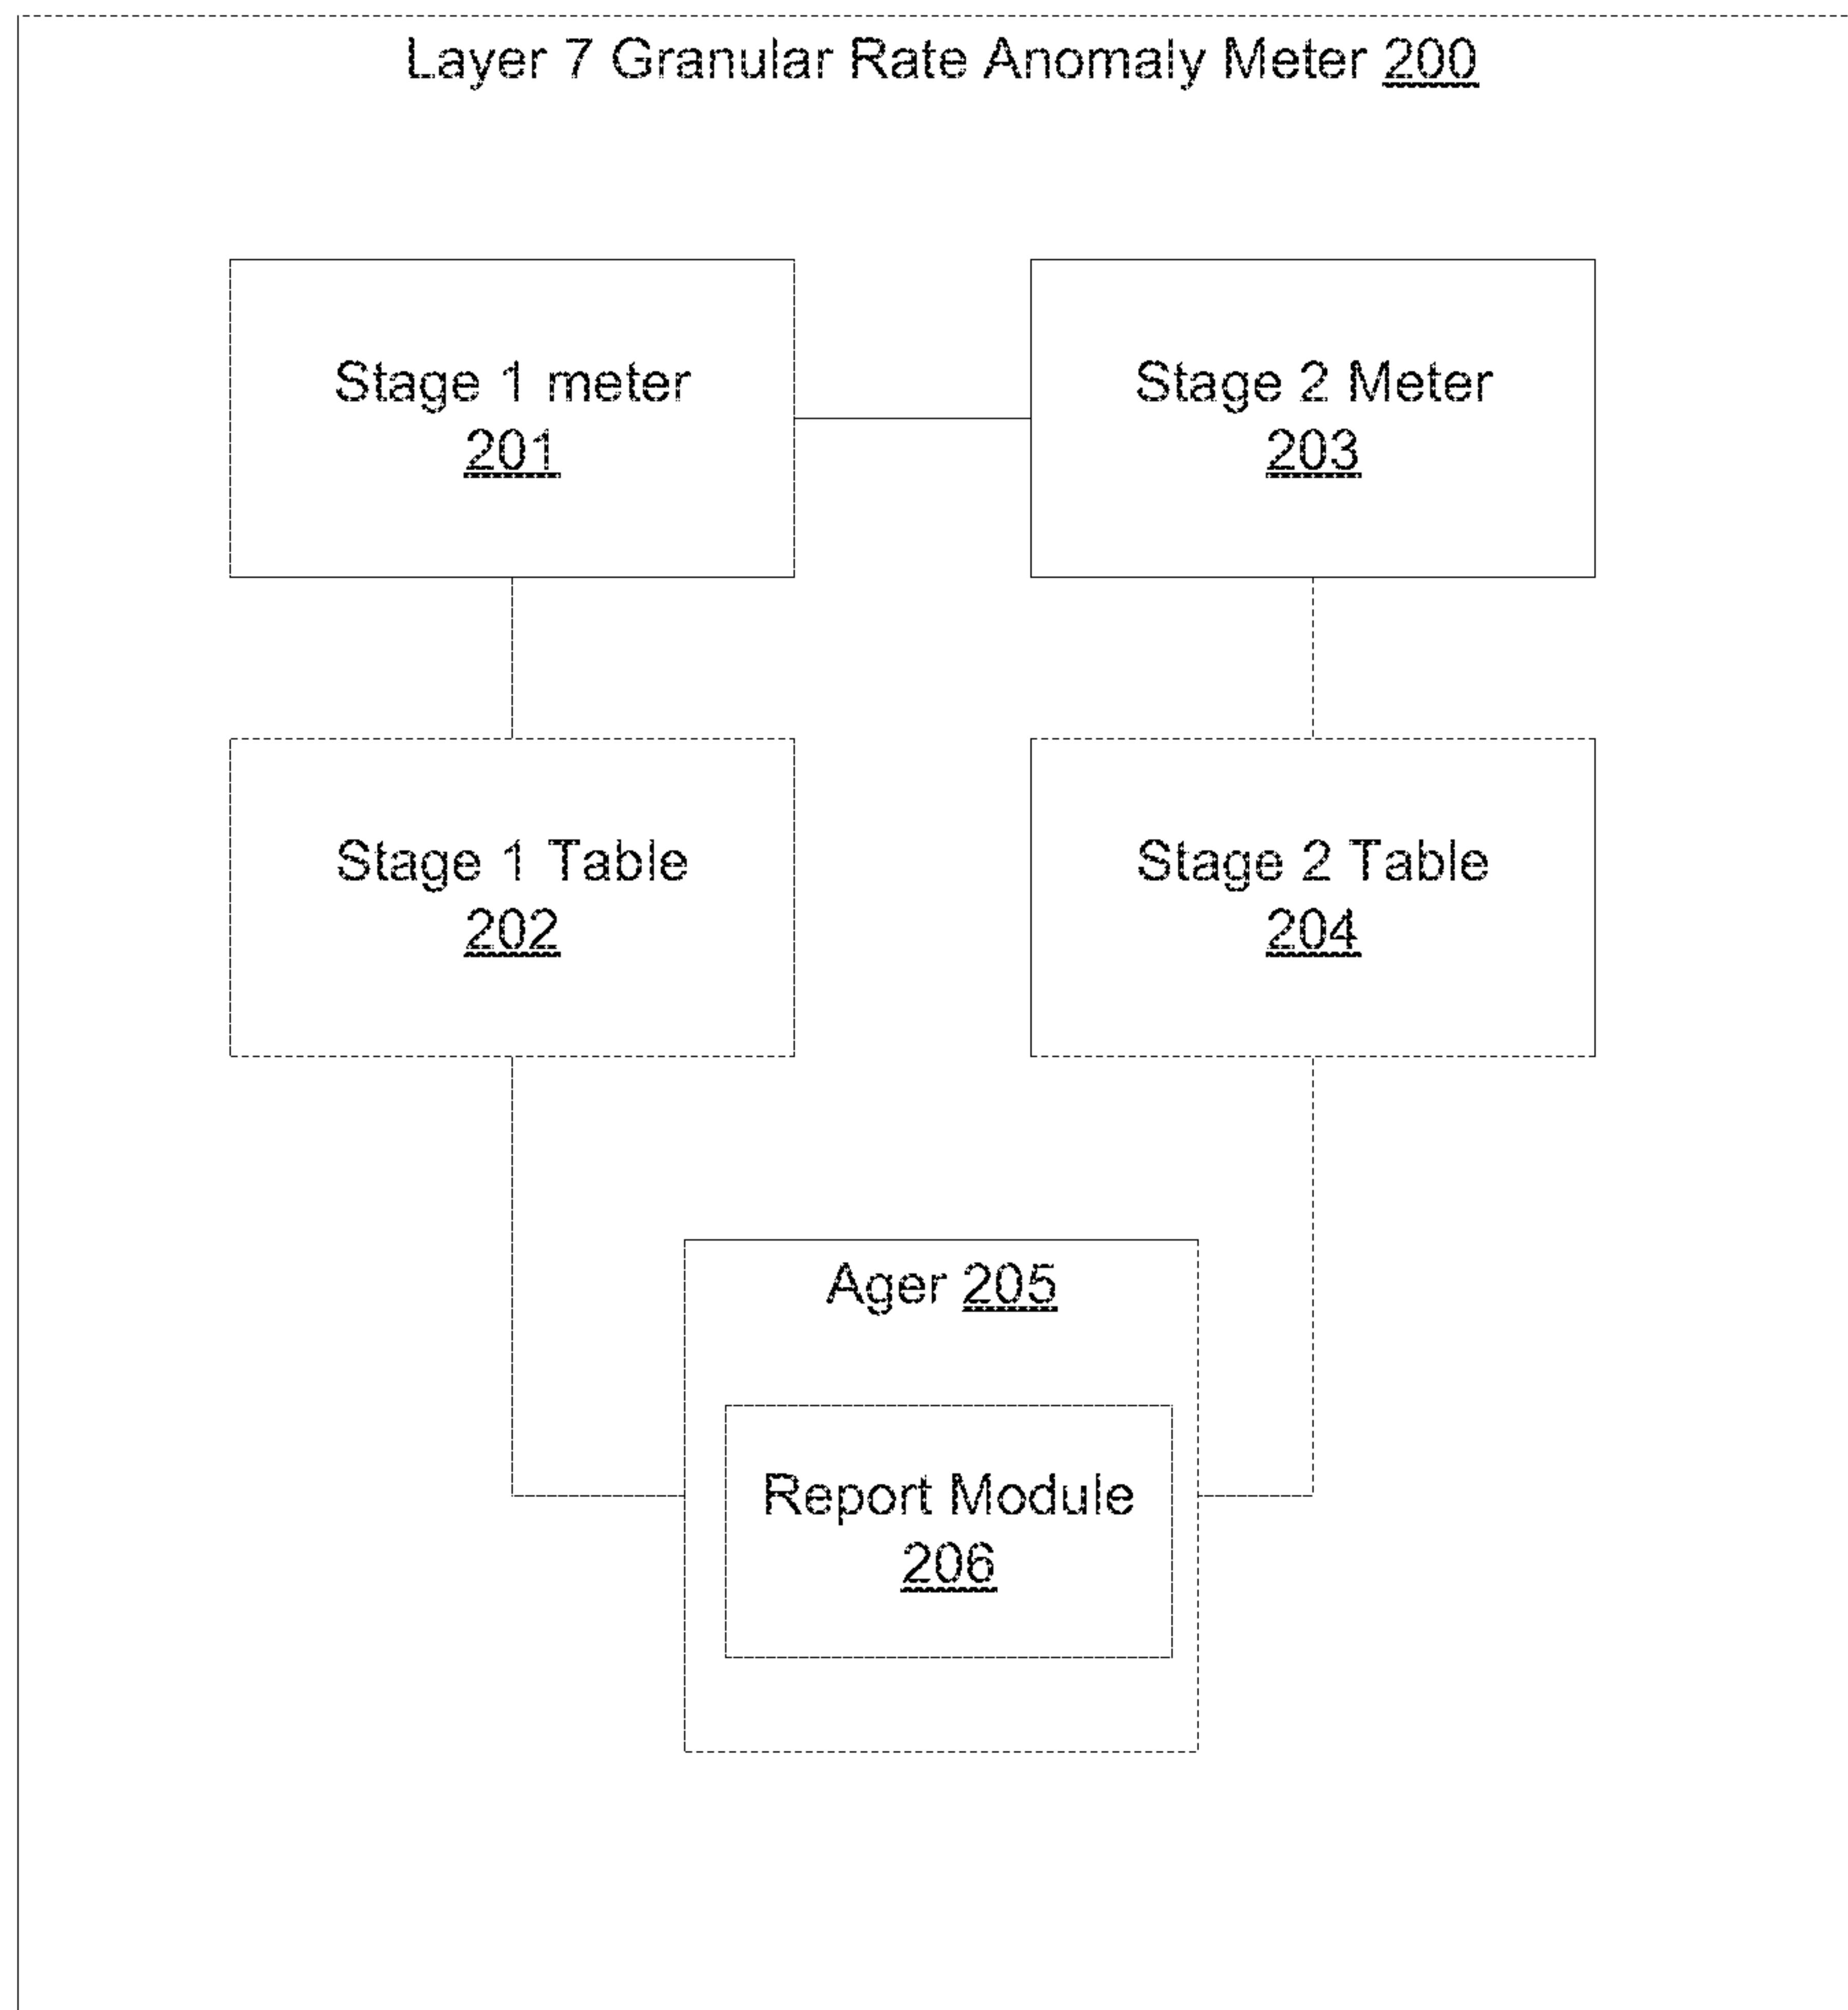 Layer 7 Granular Rate Anomaly Meter 200
Stage 1 meter
201
Stage 2 Meter
203
Stage 1 Table
202
Stage 2 Table
204
Ager 205
Report Module
206